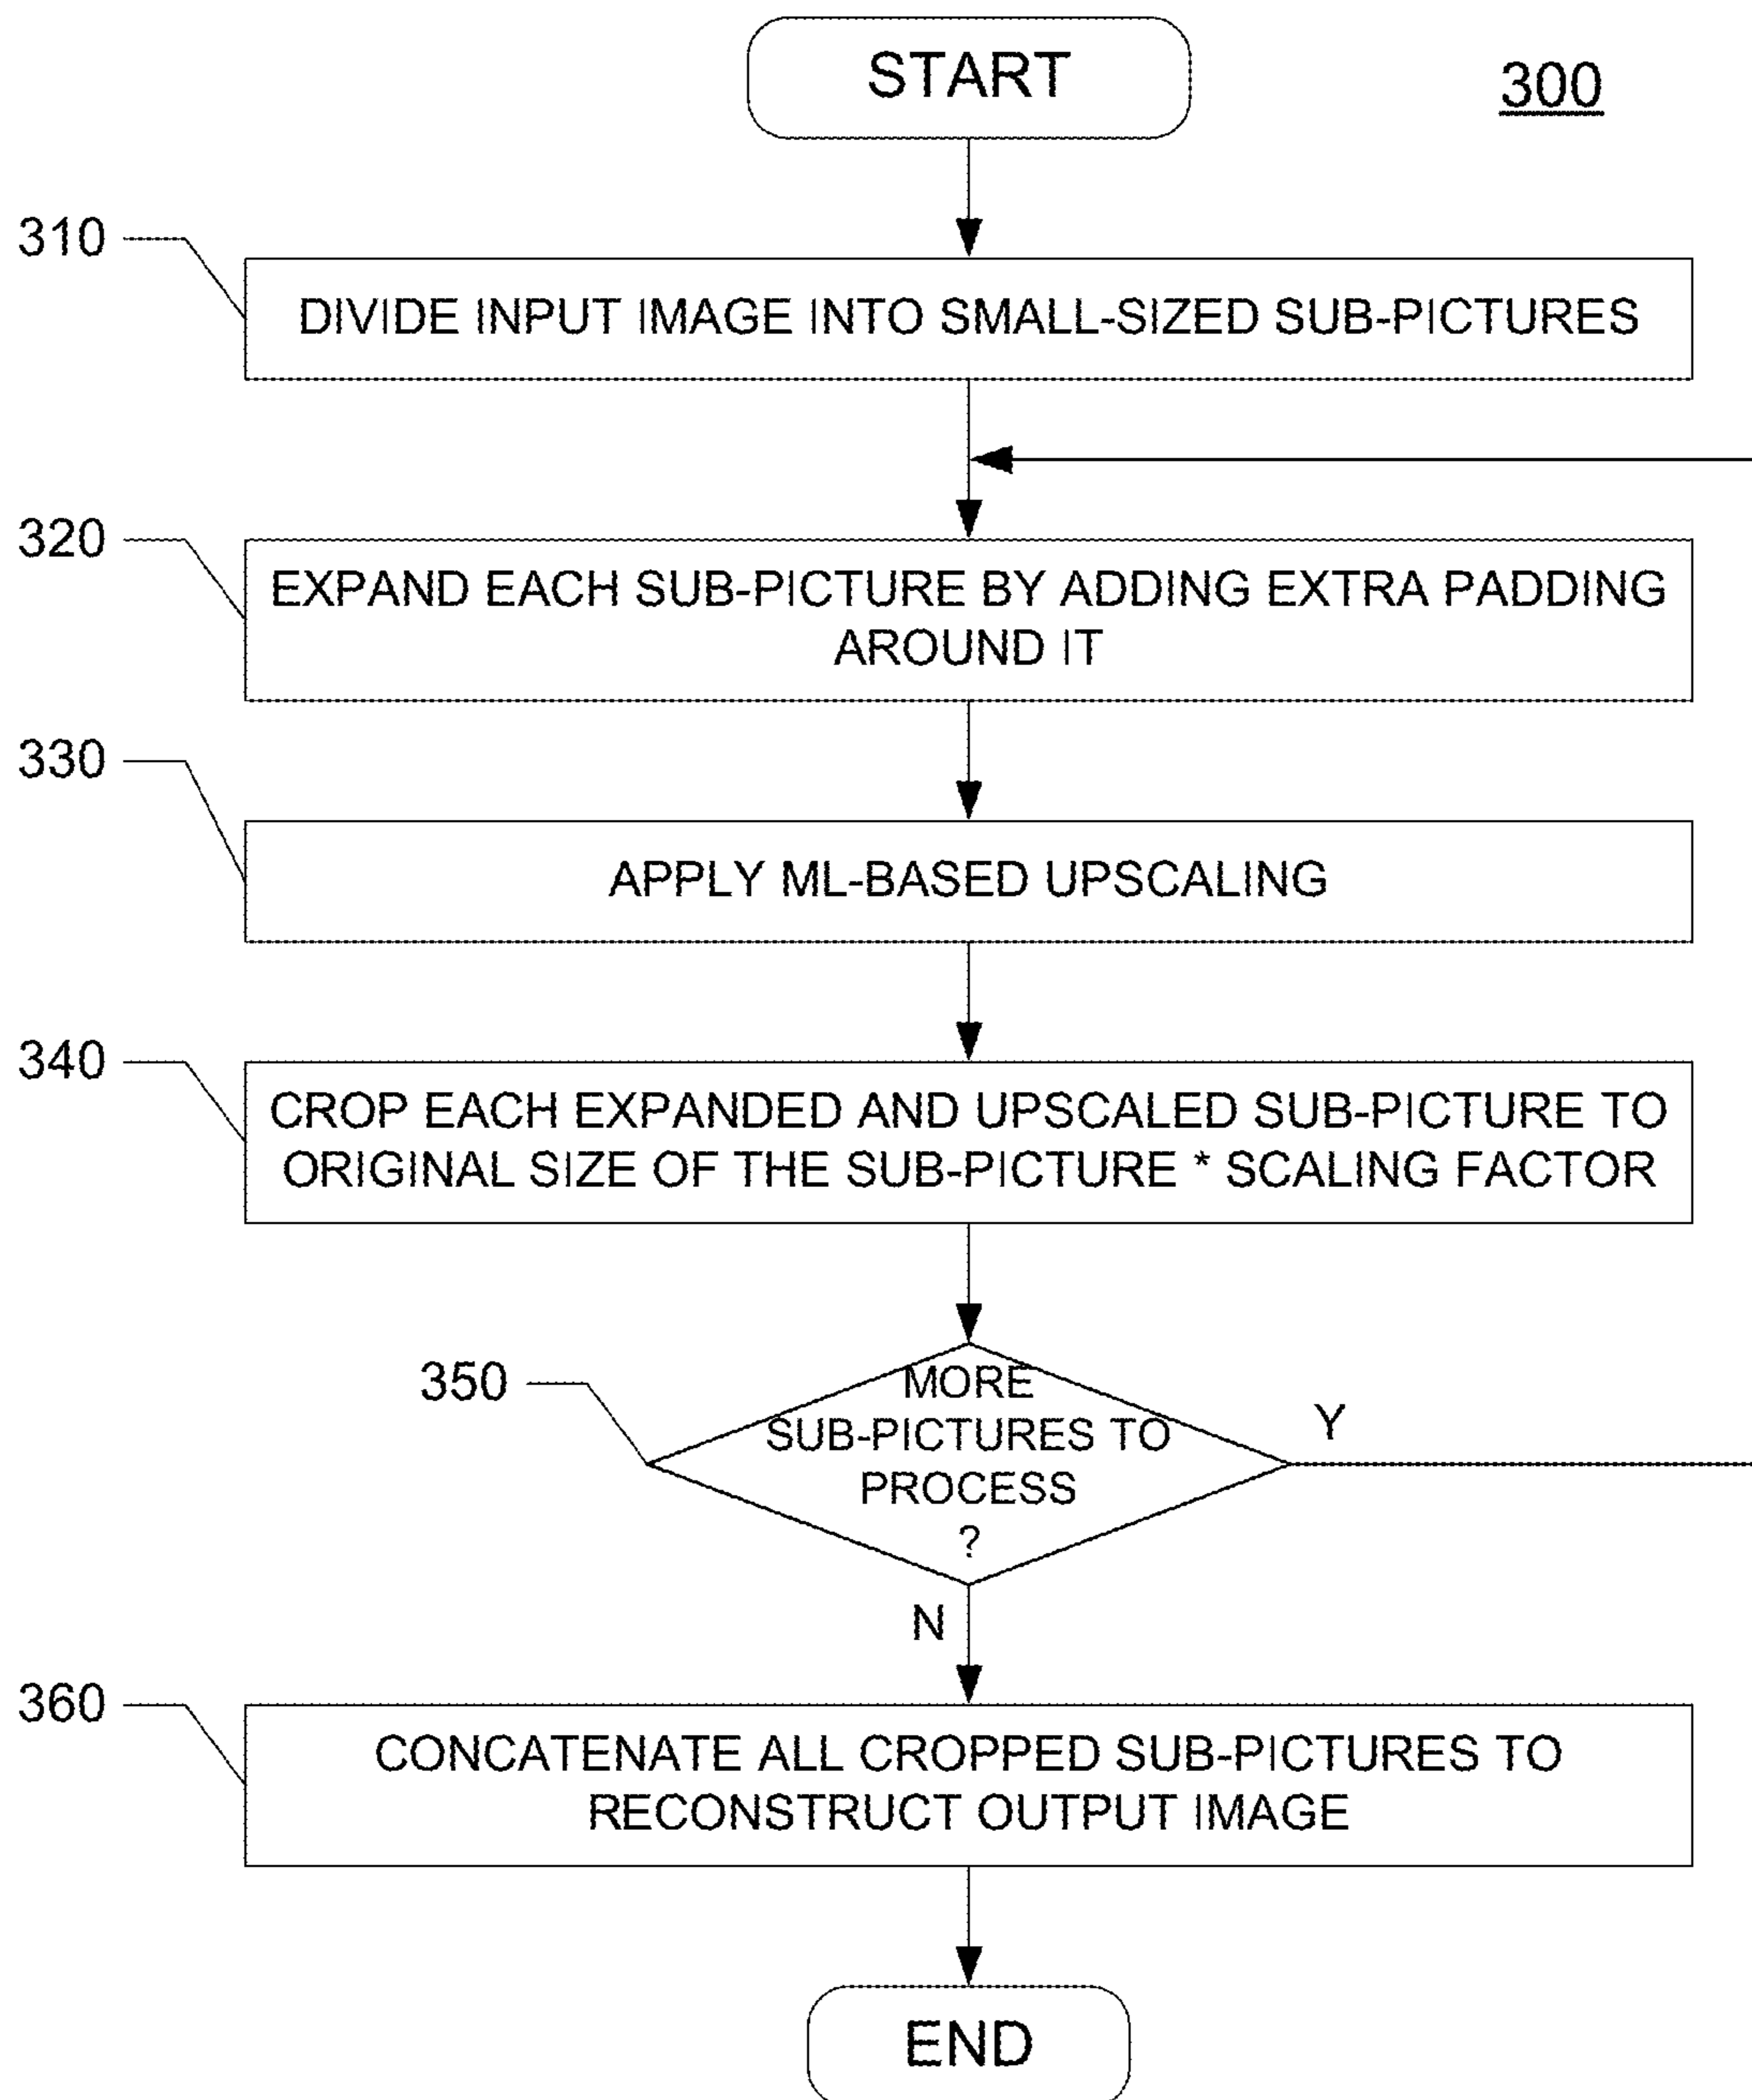 START
300
310
DIVIDE INPUT IMAGE INTO SMALL-SIZED SUB-PICTURES
320
EXPAND EACH SUB-PICTURE BY ADDING EXTRA PADDING
AROUND IT
330
APPLY ML-BASED UPSCALING
340
CROP EACH EXPANDED AND UPSCALED SUB-PICTURE TO
ORIGINAL SIZE OF THE SUB-PICTURE * SCALING FACTOR
350
MORE
SUB-PICTURES TO
PROCESS
?
Y
N
360
CONCATENATE ALL CROPPED SUB-PICTURES TO
RECONSTRUCT OUTPUT IMAGE
END